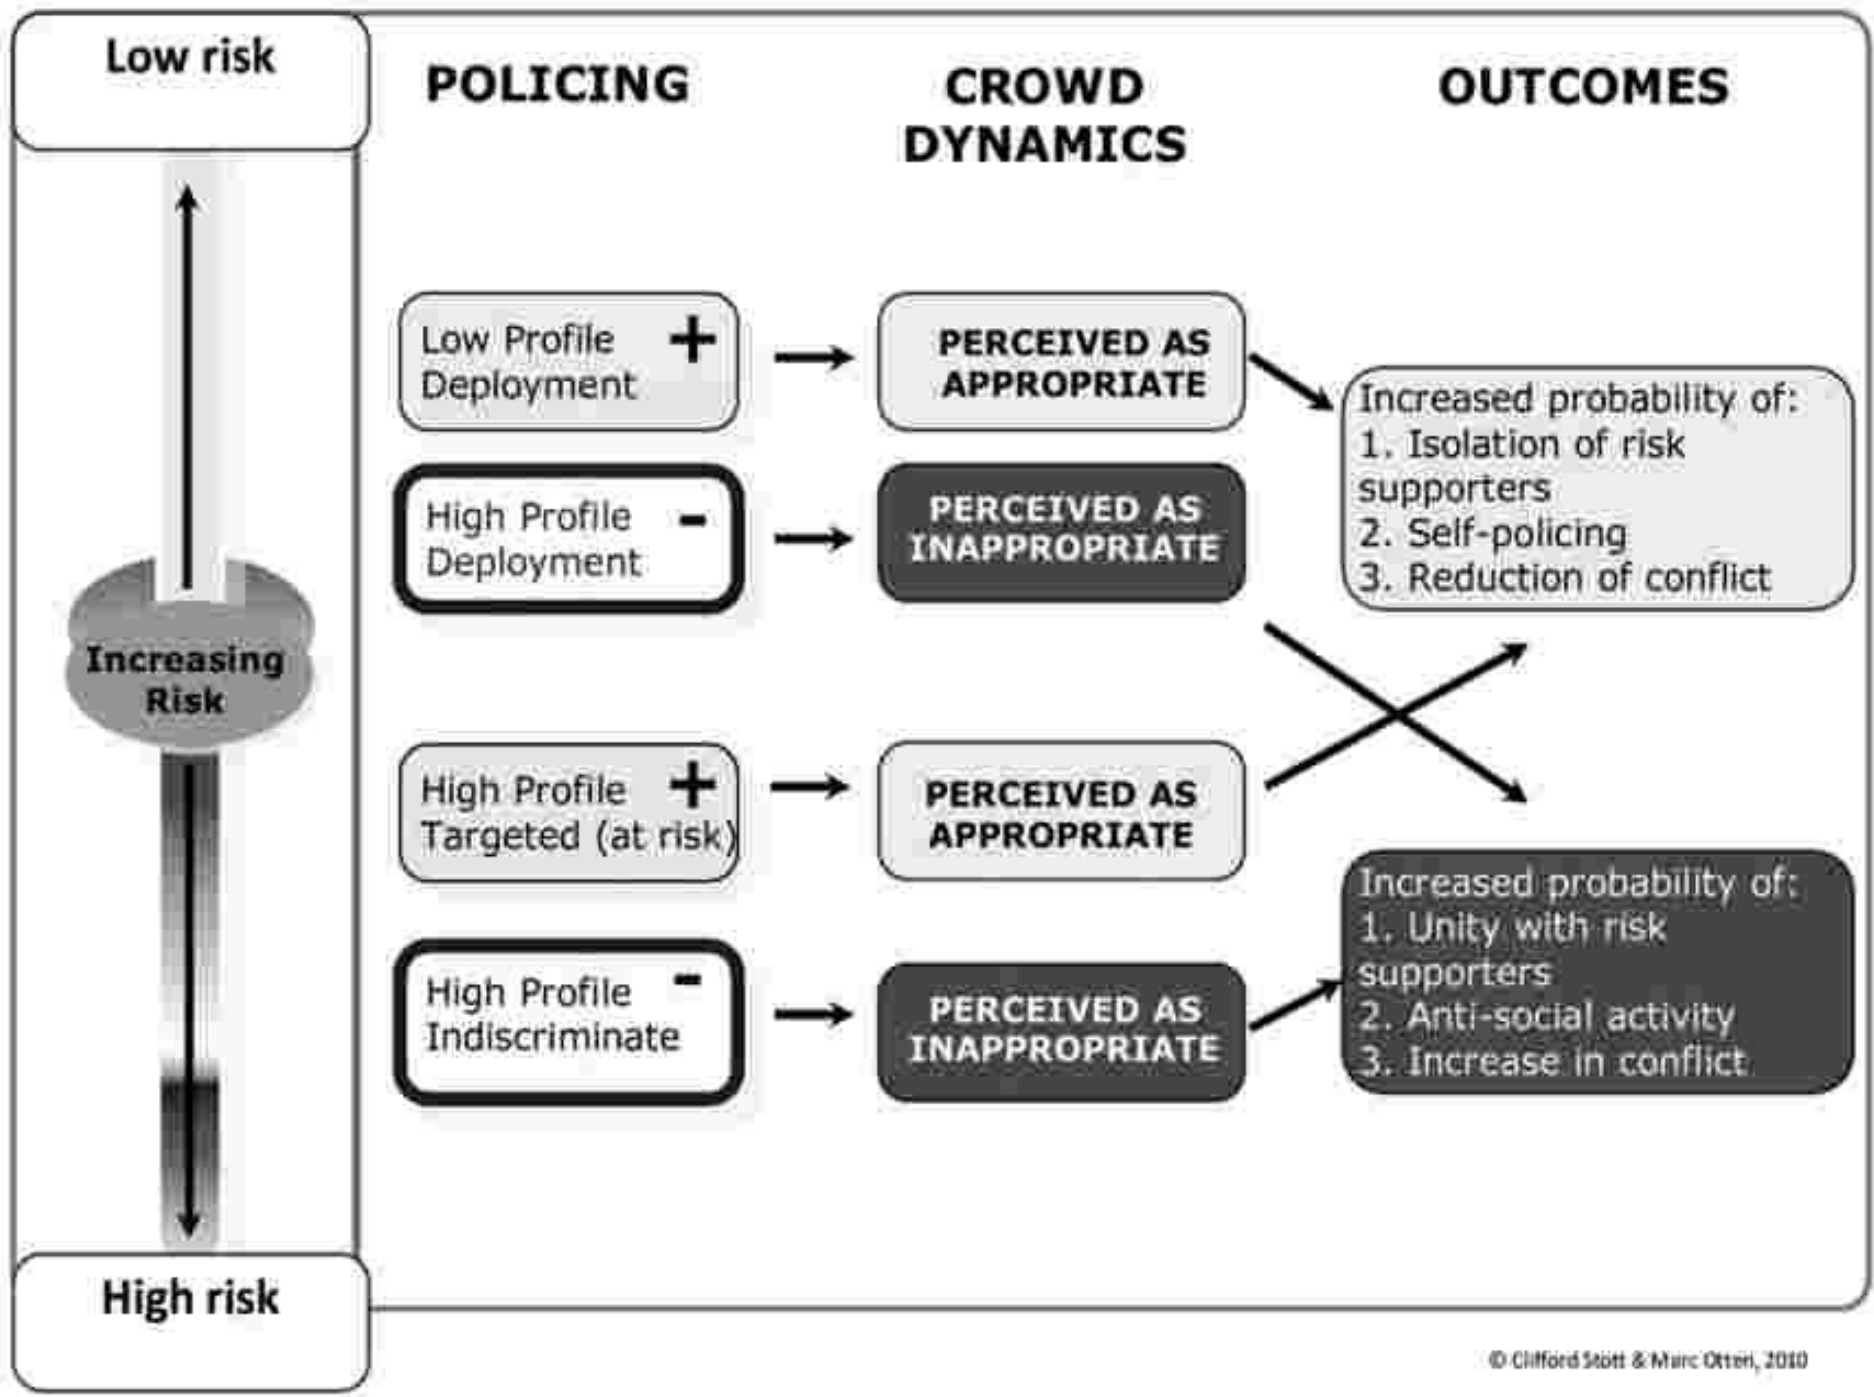 Low risk
POLICING
CROWD
DYNAMICS
OUTCOMES
Low Profile +
Deployment
PERCEIVED AS
APPROPRIATE
High Profile -
Deployment
PERCEIVED AS
INAPPROPRIATE
Increased probability of:
1. Isolation of risk
supporters
2. Self-policing
3. Reduction of conflict
Increasing
Risk
High Profile +
Targeted (at risk)
PERCEIVED AS
APPROPRIATE
High Profile -
Indiscriminate
PERCEIVED AS
INAPPROPRIATE
Increased probability of:
1. Unity with risk
supporters
2. Anti-social activity
3. Increase in conflict
High risk
© Clifford Stott & Marc Otten, 2010